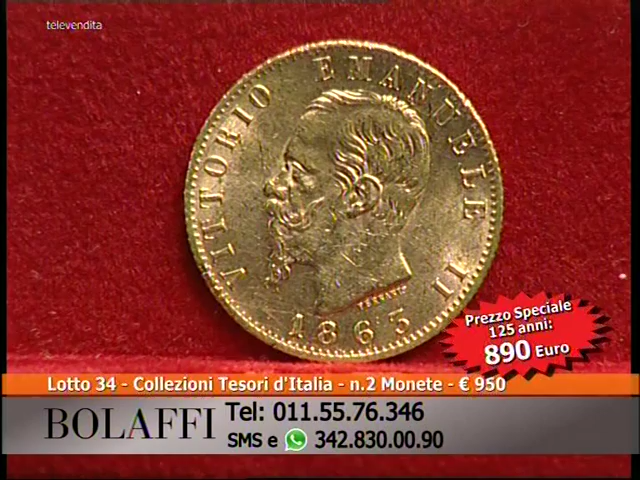 televendita
VITTORIO EMANUELE II
FERRARIS
1863
Prezzo Speciale
125 anni:
890 Euro
Lotto 34 - Collezioni Tesori d'Italia - n.2 Monete - € 950
BOLAFFI
Tel: 011.55.76.346
SMS e 342.830.00.90